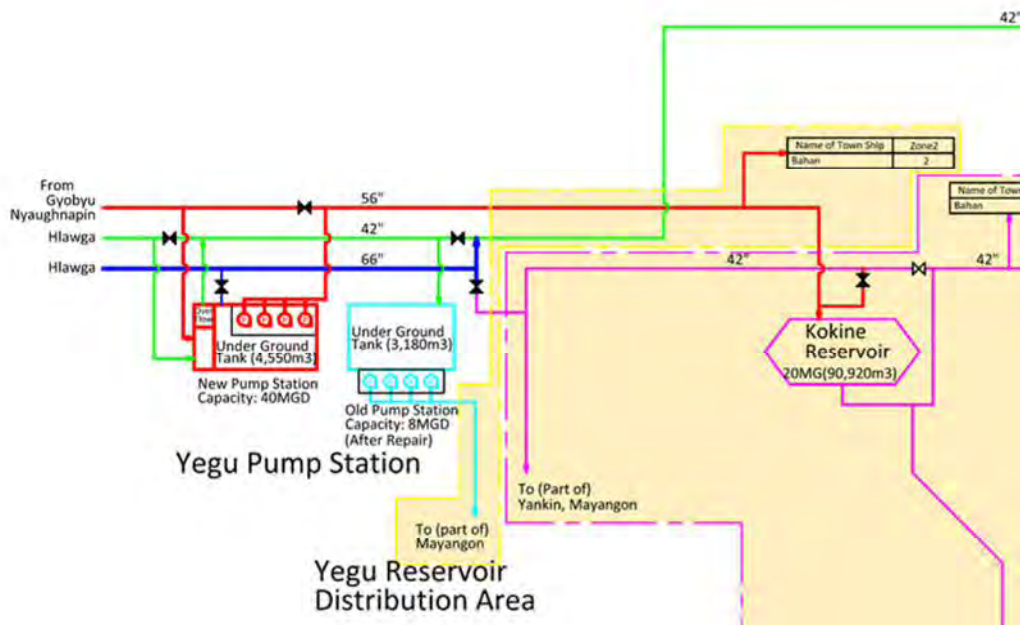 42"
Name of Town Ship Zone2
Bahan 2
From
Gyobyu
Nyaughnapin
56"
Name of Town
Bahan
Hlawga
42"
Hlawga
66"
42"
42"
Over
flow
Under Ground
Tank (4,550m3)
Under Ground
Tank (3,180m3)
Kokine
Reservoir
20MG(90,920m3)
New Pump Station
Capacity: 40MGD
Old Pump Station
Capacity: 8MGD
(After Repair)
Yegu Pump Station
To (Part of)
Yankin, Mayangon
To (part of)
Mayangon
Yegu Reservoir
Distribution Area